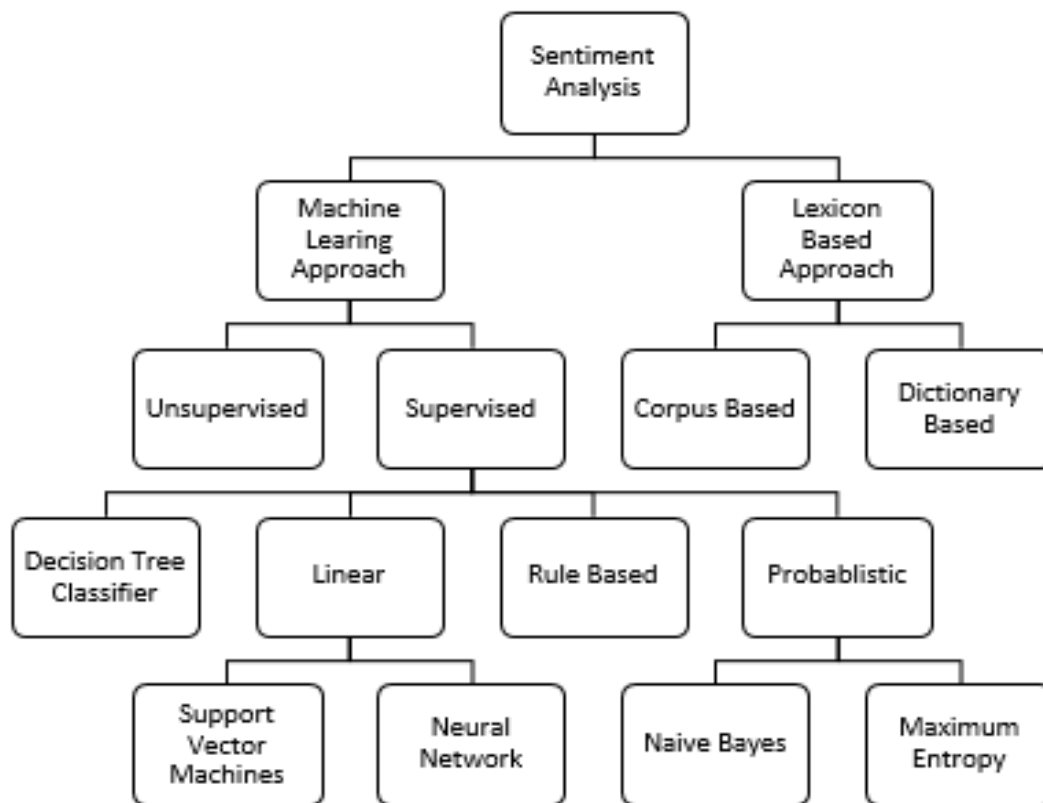 Sentiment
Analysis
Machine
Learing
Approach
Lexicon
Based
Approach
Unsupervised
Supervised
Corpus Based
Dictionary
Based
Decision Tree
Classifier
Linear
Rule Based
Probablistic
Support
Vector
Machines
Neural
Network
Naive Bayes
Maximum
Entropy